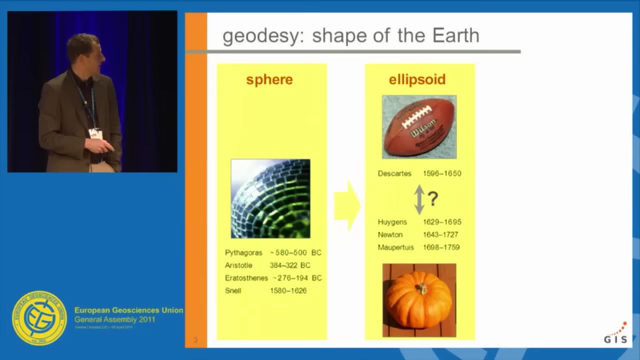 geodesy: shape of the Earth
sphere
ellipsoid
Wilson
Descartes 1596–1650
?
Huygens 1629–1695
Newton 1643–1727
Maupertuis 1698–1759
Pythagoras ~580–500 BC
Aristotle 384–322 BC
Eratosthenes ~276–194 BC
Snell 1580–1626
European Geosciences Union
General Assembly 2011
3
GIS